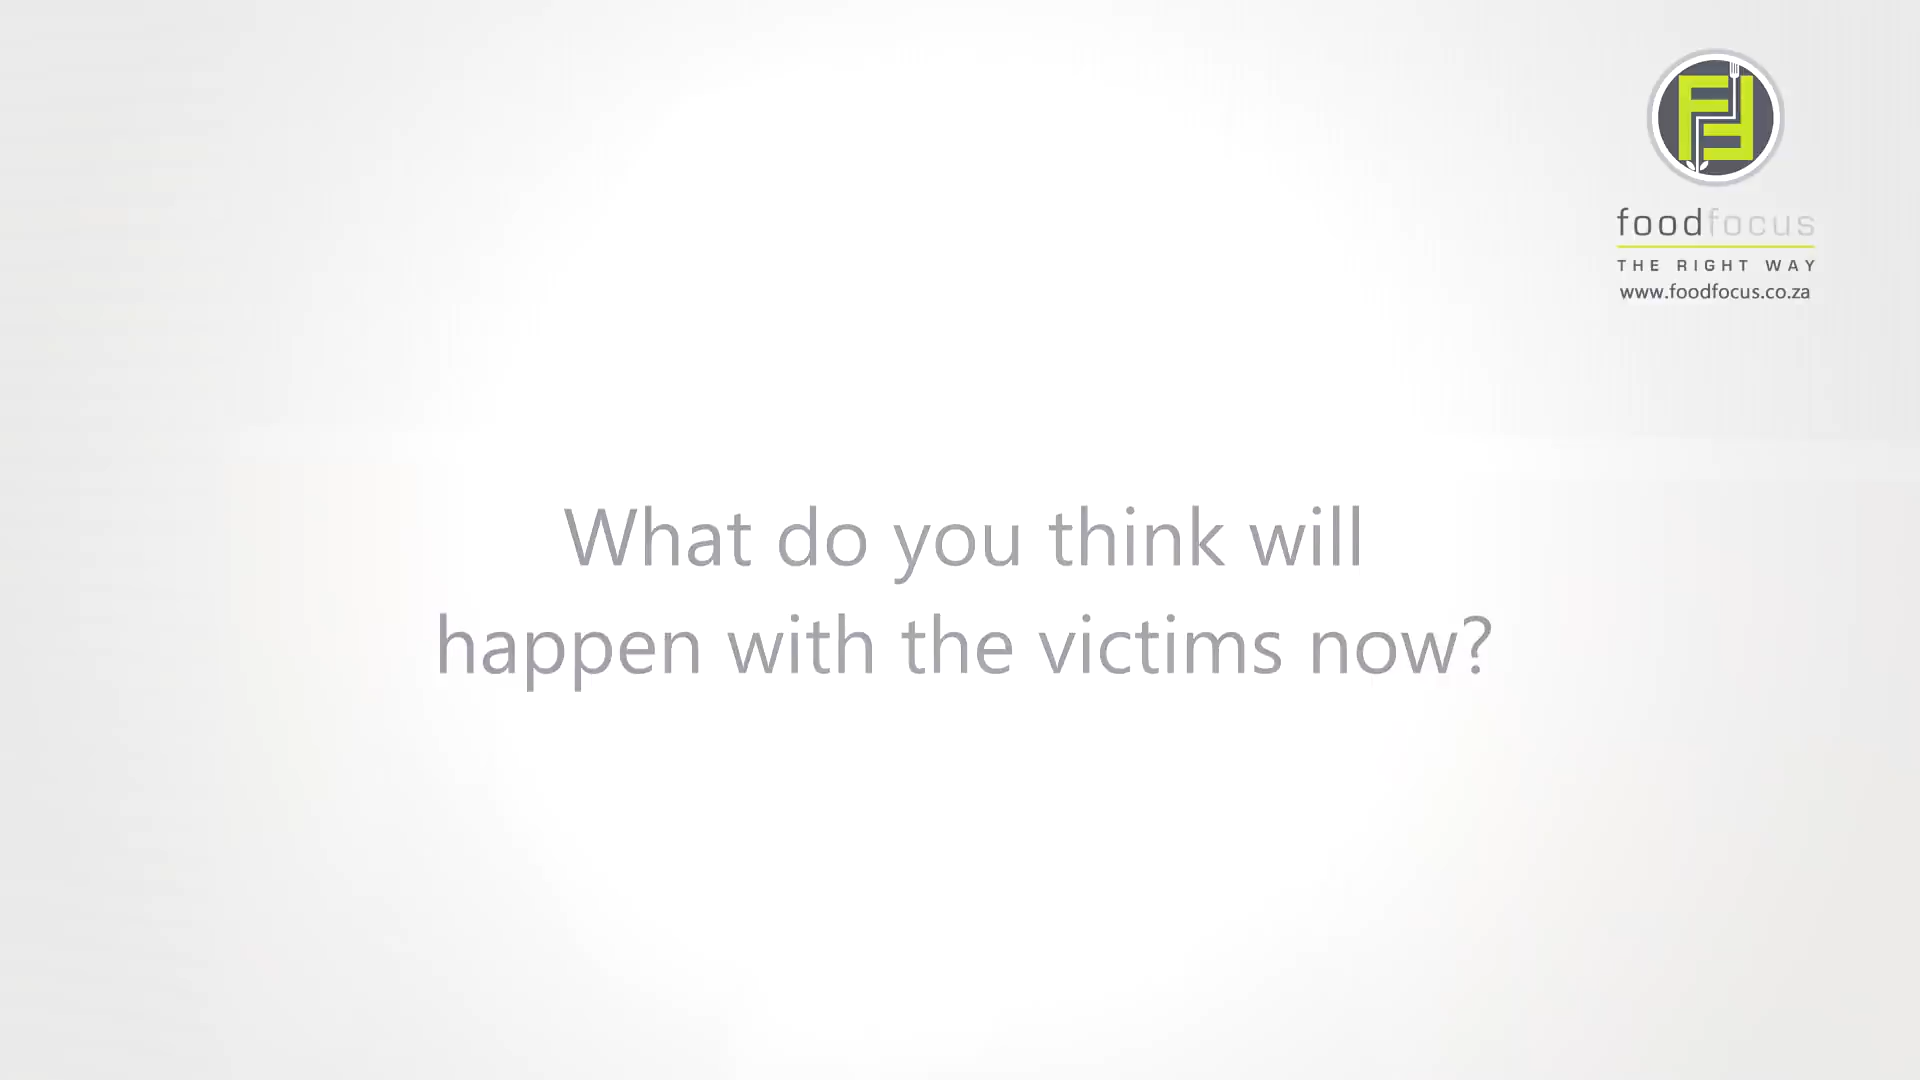 foodfocus
THE RIGHT WAY
www.foodfocus.co.za
What do you think will
happen with the victims now?